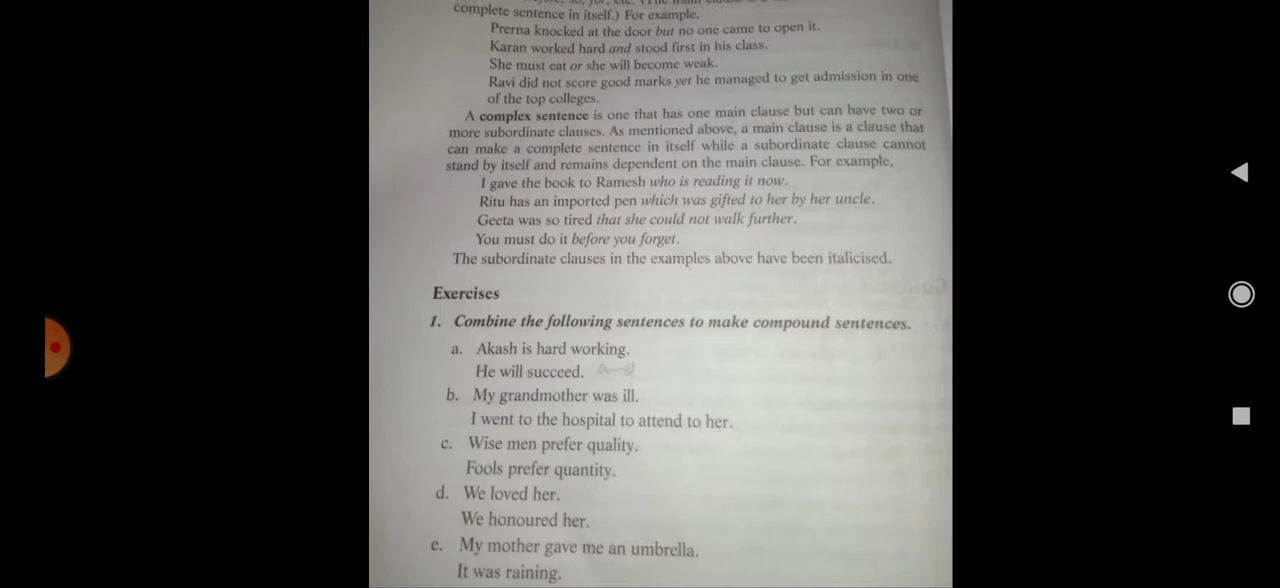 complete sentence in itself.) For example,
Prerna knocked at the door but no one came to open it.
Karan worked hard and stood first in his class.
She must eat or she will become weak.
Ravi did not score good marks yet he managed to get admission in one
of the top colleges.
A complex sentence is one that has one main clause but can have two or
more subordinate clauses. As mentioned above, a main clause is a clause that
can make a complete sentence in itself while a subordinate clause cannot
stand by itself and remains dependent on the main clause. For example,
I gave the book to Ramesh who is reading it now.
Ritu has an imported pen which was gifted to her by her uncle.
Geeta was so tired that she could not walk further.
You must do it before you forget.
The subordinate clauses in the examples above have been italicised.
Exercises
1. Combine the following sentences to make compound sentences.
a. Akash is hard working.
He will succeed. and
b. My grandmother was ill.
I went to the hospital to attend to her.
c. Wise men prefer quality.
Fools prefer quantity.
d. We loved her.
We honoured her.
e. My mother gave me an umbrella.
It was raining.